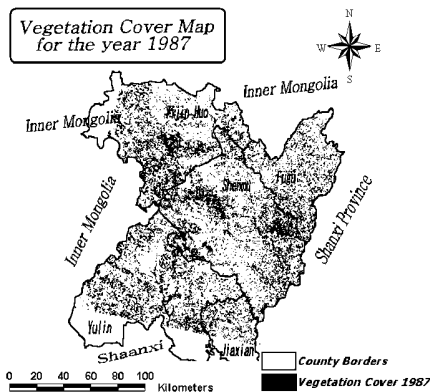 Vegetation Cover Map
for the year 1987
N
W E
S
Inner Mongolia
Inner Mongolia
Inner Mongolia
Fugu
Shenmu
Shanxi Province
Yulin
Jiaxian
Shaanxi
0 20 40 60 80 100
Kilometers
County Borders
Vegetation Cover 1987